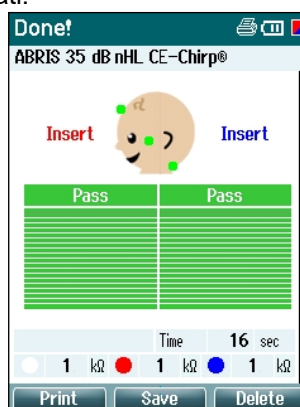 Done!
ABRIS 35 dB nHL CE-Chirp®
Insert Insert
Pass Pass
Time 16 sec
1 kΩ 1 kΩ 1 kΩ
Print Save Delete